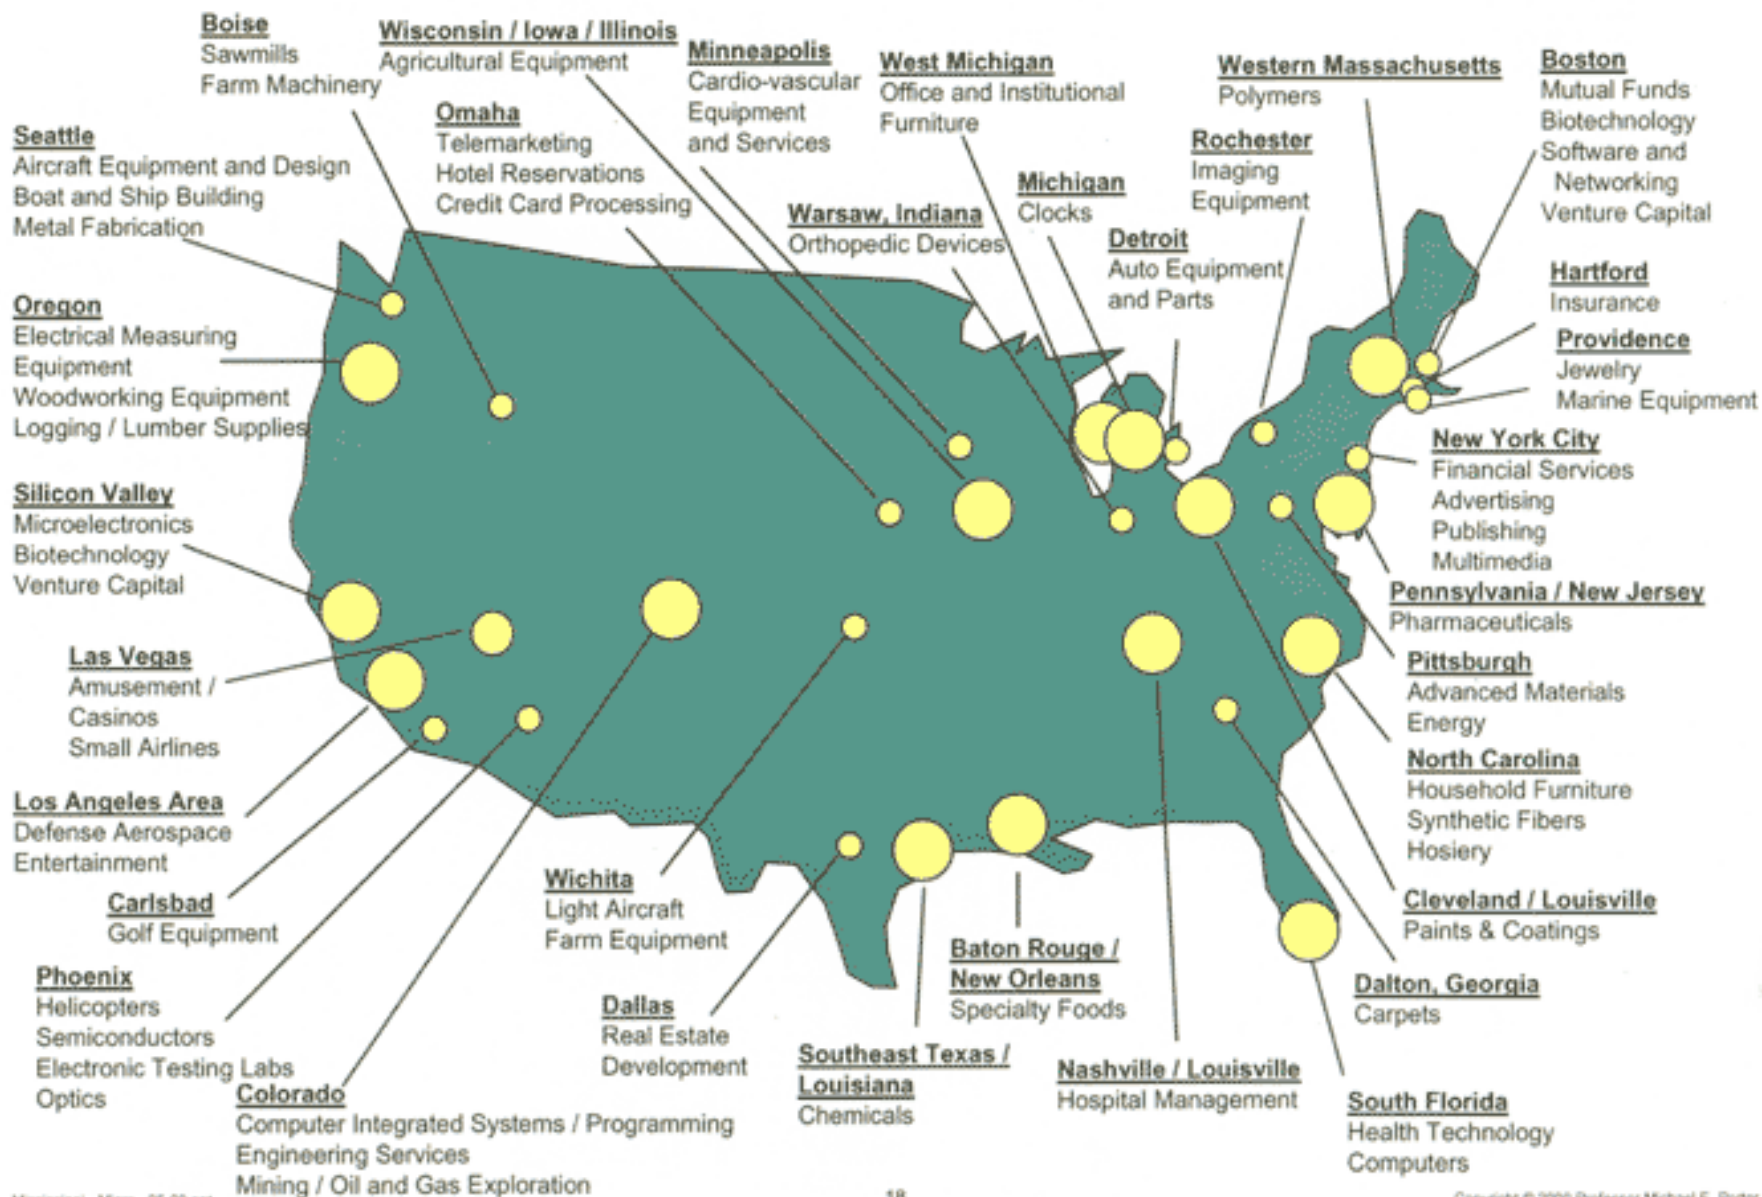 Boise
Sawmills
Farm Machinery
Wisconsin / Iowa / Illinois
Agricultural Equipment
Minneapolis
Cardio-vascular
Equipment
and Services
West Michigan
Office and Institutional
Furniture
Western Massachusetts
Polymers
Boston
Mutual Funds
Biotechnology
Software and
Networking
Venture Capital
Omaha
Telemarketing
Hotel Reservations
Credit Card Processing
Seattle
Aircraft Equipment and Design
Boat and Ship Building
Metal Fabrication
Rochester
Imaging
Equipment
Michigan
Clocks
Warsaw, Indiana
Orthopedic Devices
Detroit
Auto Equipment
and Parts
Hartford
Insurance
Oregon
Electrical Measuring
Equipment
Woodworking Equipment
Logging / Lumber Supplies
Providence
Jewelry
Marine Equipment
New York City
Financial Services
Advertising
Publishing
Multimedia
Silicon Valley
Microelectronics
Biotechnology
Venture Capital
Pennsylvania / New Jersey
Pharmaceuticals
Las Vegas
Amusement /
Casinos
Small Airlines
Pittsburgh
Advanced Materials
Energy
North Carolina
Household Furniture
Synthetic Fibers
Hosiery
Los Angeles Area
Defense Aerospace
Entertainment
Wichita
Light Aircraft
Farm Equipment
Carlsbad
Golf Equipment
Cleveland / Louisville
Paints & Coatings
Baton Rouge /
New Orleans
Specialty Foods
Phoenix
Helicopters
Semiconductors
Electronic Testing Labs
Optics
Dallas
Real Estate
Development
Dalton, Georgia
Carpets
Southeast Texas /
Louisiana
Chemicals
Nashville / Louisville
Hospital Management
Colorado
Computer Integrated Systems / Programming
Engineering Services
Mining / Oil and Gas Exploration
South Florida
Health Technology
Computers
18